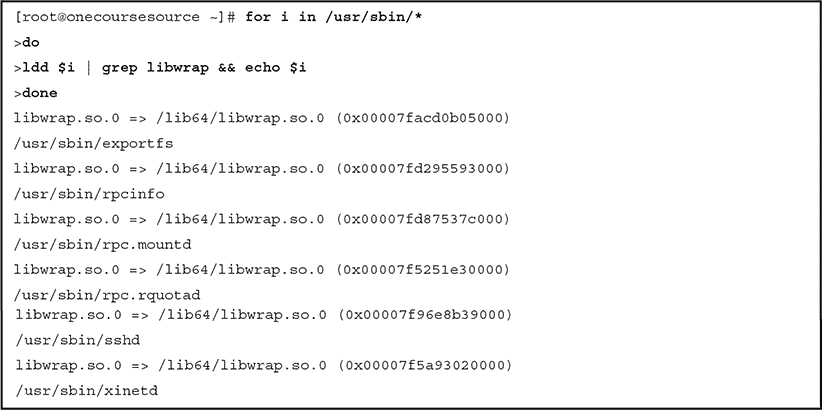 [root@onecoursesource ~]# for i in /usr/sbin/*
>do
>ldd $i | grep libwrap && echo $i
>done
libwrap.so.0 => /lib64/libwrap.so.0 (0x00007facd0b05000)
/usr/sbin/exportfs
libwrap.so.0 => /lib64/libwrap.so.0 (0x00007fd295593000)
/usr/sbin/rpcinfo
libwrap.so.0 => /lib64/libwrap.so.0 (0x00007fd87537c000)
/usr/sbin/rpc.mountd
libwrap.so.0 => /lib64/libwrap.so.0 (0x00007f5251e30000)
/usr/sbin/rpc.rquotad
libwrap.so.0 => /lib64/libwrap.so.0 (0x00007f96e8b39000)
/usr/sbin/sshd
libwrap.so.0 => /lib64/libwrap.so.0 (0x00007f5a93020000)
/usr/sbin/xinetd